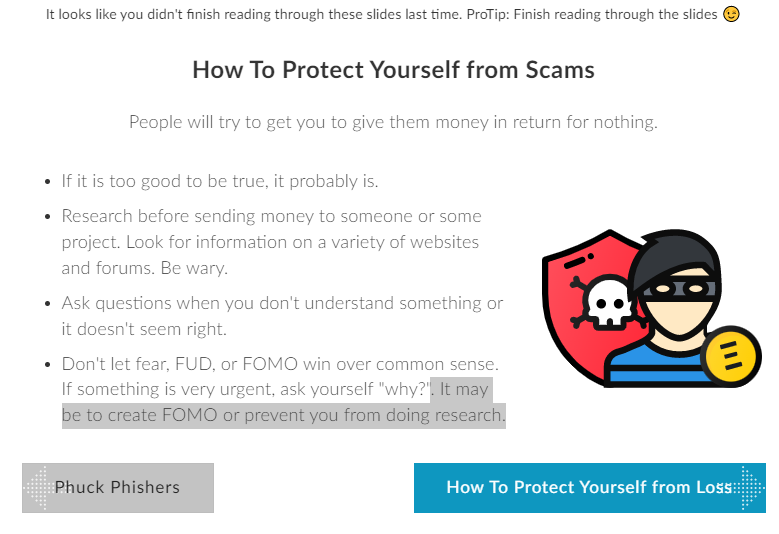 It looks like you didn't finish reading through these slides last time. ProTip: Finish reading through the slides 😉
How To Protect Yourself from Scams
People will try to get you to give them money in return for nothing.
• If it is too good to be true, it probably is.
• Research before sending money to someone or some
project. Look for information on a variety of websites
and forums. Be wary.
• Ask questions when you don't understand something or
it doesn't seem right.
• Don't let fear, FUD, or FOMO win over common sense.
If something is very urgent, ask yourself "why?". It may
be to create FOMO or prevent you from doing research.
Phuck Phishers
How To Protect Yourself from Loss